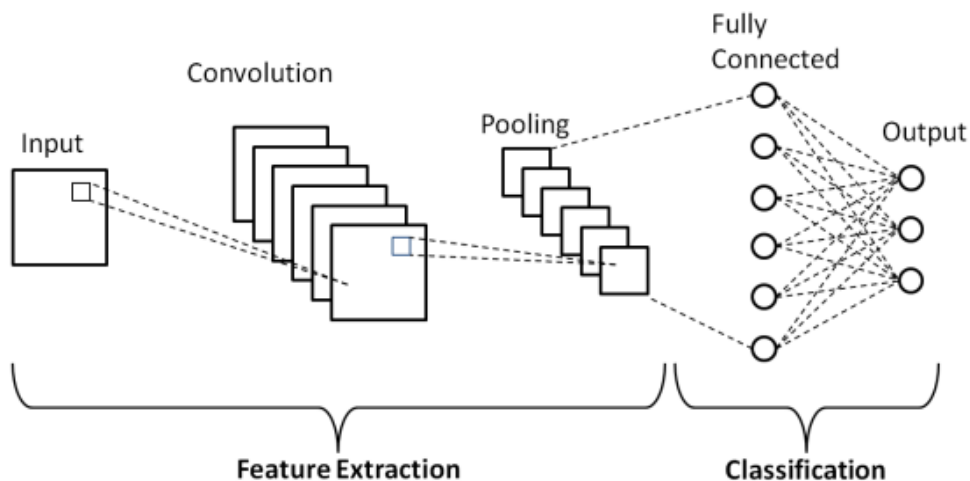 Input
Convolution
Pooling
Fully
Connected
Output
Feature Extraction
Classification